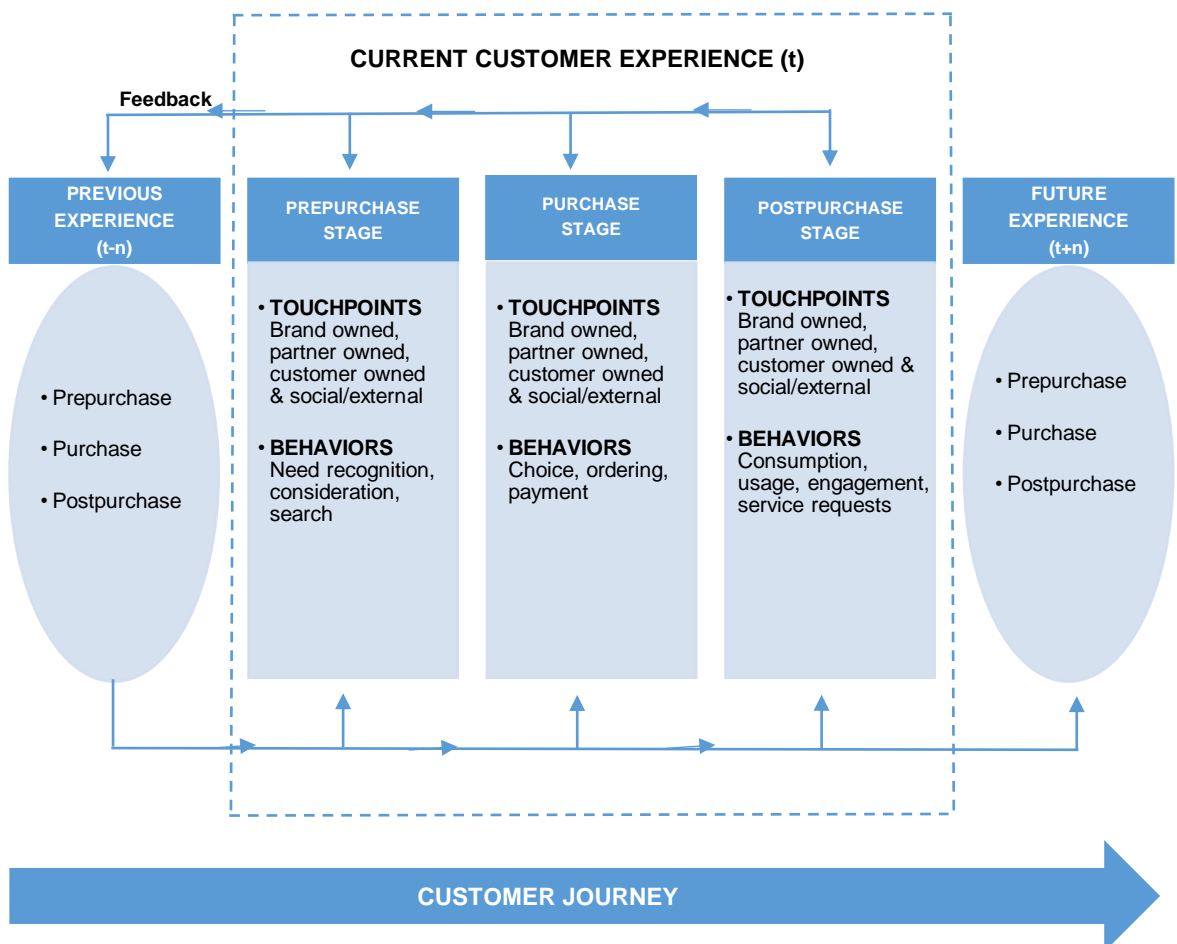 CURRENT CUSTOMER EXPERIENCE (t)
Feedback
PREVIOUS
EXPERIENCE
(t-n)
• Prepurchase
• Purchase
• Postpurchase
PREPURCHASE
STAGE
• TOUCHPOINTS
Brand owned,
partner owned,
customer owned
& social/external
• BEHAVIORS
Need recognition,
consideration,
search
PURCHASE
STAGE
• TOUCHPOINTS
Brand owned,
partner owned,
customer owned
& social/external
• BEHAVIORS
Choice, ordering,
payment
POSTPURCHASE
STAGE
• TOUCHPOINTS
Brand owned,
partner owned,
customer owned &
social/external
• BEHAVIORS
Consumption,
usage, engagement,
service requests
FUTURE
EXPERIENCE
(t+n)
• Prepurchase
• Purchase
• Postpurchase
CUSTOMER JOURNEY